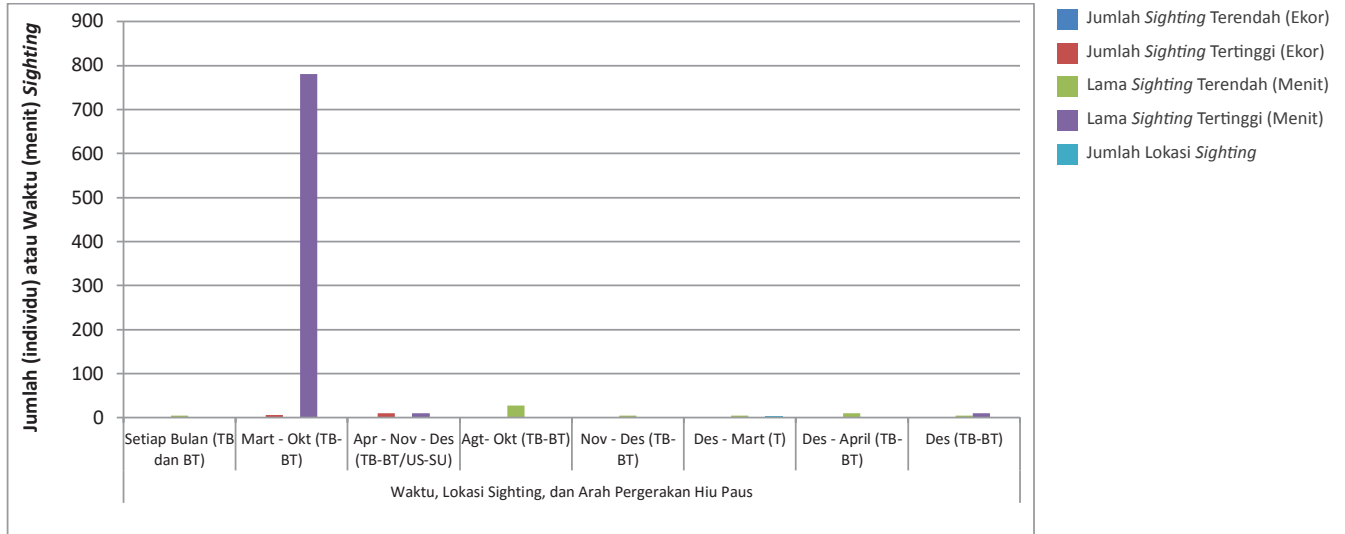 Jumlah (individu) atau Waktu (menit) Sighting
900
800
700
600
500
400
300
200
100
0
Setiap Bulan (TB
dan BT)
Mart - Okt (TB-
BT)
Apr - Nov - Des
(TB-BT/US-SU)
Agt- Okt (TB-BT)
Nov - Des (TB-
BT)
Des - Mart (T)
Des - April (TB-
BT)
Des (TB-BT)
Waktu, Lokasi Sighting, dan Arah Pergerakan Hiu Paus
Jumlah Sighting Terendah (Ekor)
Jumlah Sighting Tertinggi (Ekor)
Lama Sighting Terendah (Menit)
Lama Sighting Tertinggi (Menit)
Jumlah Lokasi Sighting